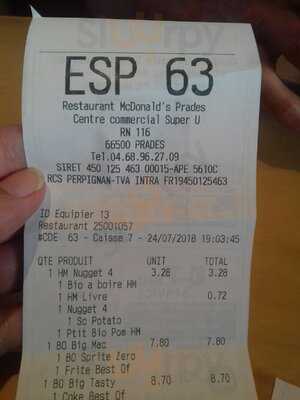 ESP 63
Restaurant McDonald's Prades
Centre commercial Super U
RN 116
66500 PRADES
Tel.04.68.96.27.09
SIRET 450 125 463 00015-APE 5610C
RCS PERPIGNAN-TVA INTRA FR19450125463
ID Equipier 13
Restaurant 25001057
#CDE 63 - Caisse 7 - 24/07/2018 19:03:45
QTE PRODUIT UNIT TOTAL
1 HM Nugget 4 3.28 3.28
1 Bio a boire HM
1 HM Livre 0.72
1 Nugget 4
1 So Potato
1 Ptit Bio Pom HM
1 BO Big Mac 7.80 7.80
1 BO Sprite Zero
1 Frite Best Of
1 BO Big Tasty 8.70 8.70
1 Coke Best Of